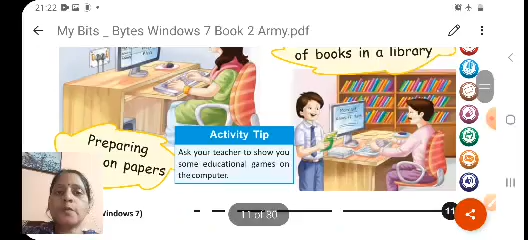 21:22
My Bits _ Bytes Windows 7 Book 2 Army.pdf
of books in a library
Preparing
on papers
Activity Tip
Ask your teacher to show you
some educational games on
the computer.
indows 7)
11 of 80
11